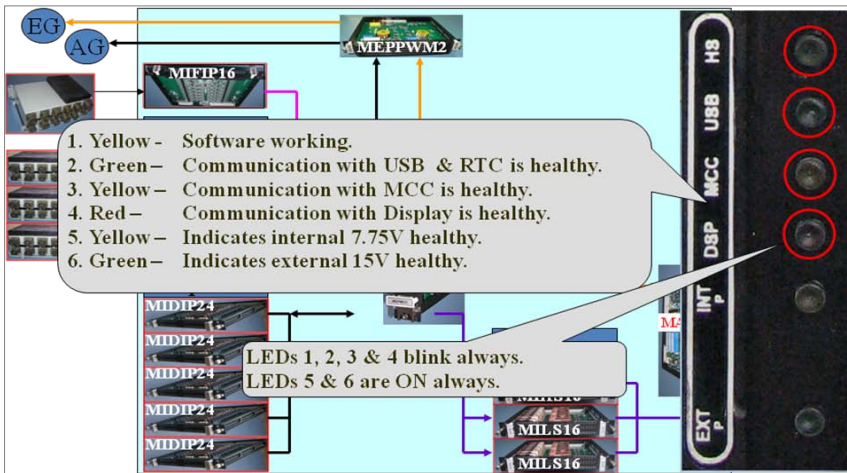 EG
AG
MEPPWM2
MIFIP16
1. Yellow - Software working.
2. Green – Communication with USB & RTC is healthy.
3. Yellow – Communication with MCC is healthy.
4. Red – Communication with Display is healthy.
5. Yellow – Indicates internal 7.75V healthy.
6. Green – Indicates external 15V healthy.
MIDIP24
MIDIP24
MIDIP24
MIDIP24
MIDIP24
LEDs 1, 2, 3 & 4 blink always.
LEDs 5 & 6 are ON always.
MILS16
MILS16
HS
USB
MCC
DSP
INT P
EXT P